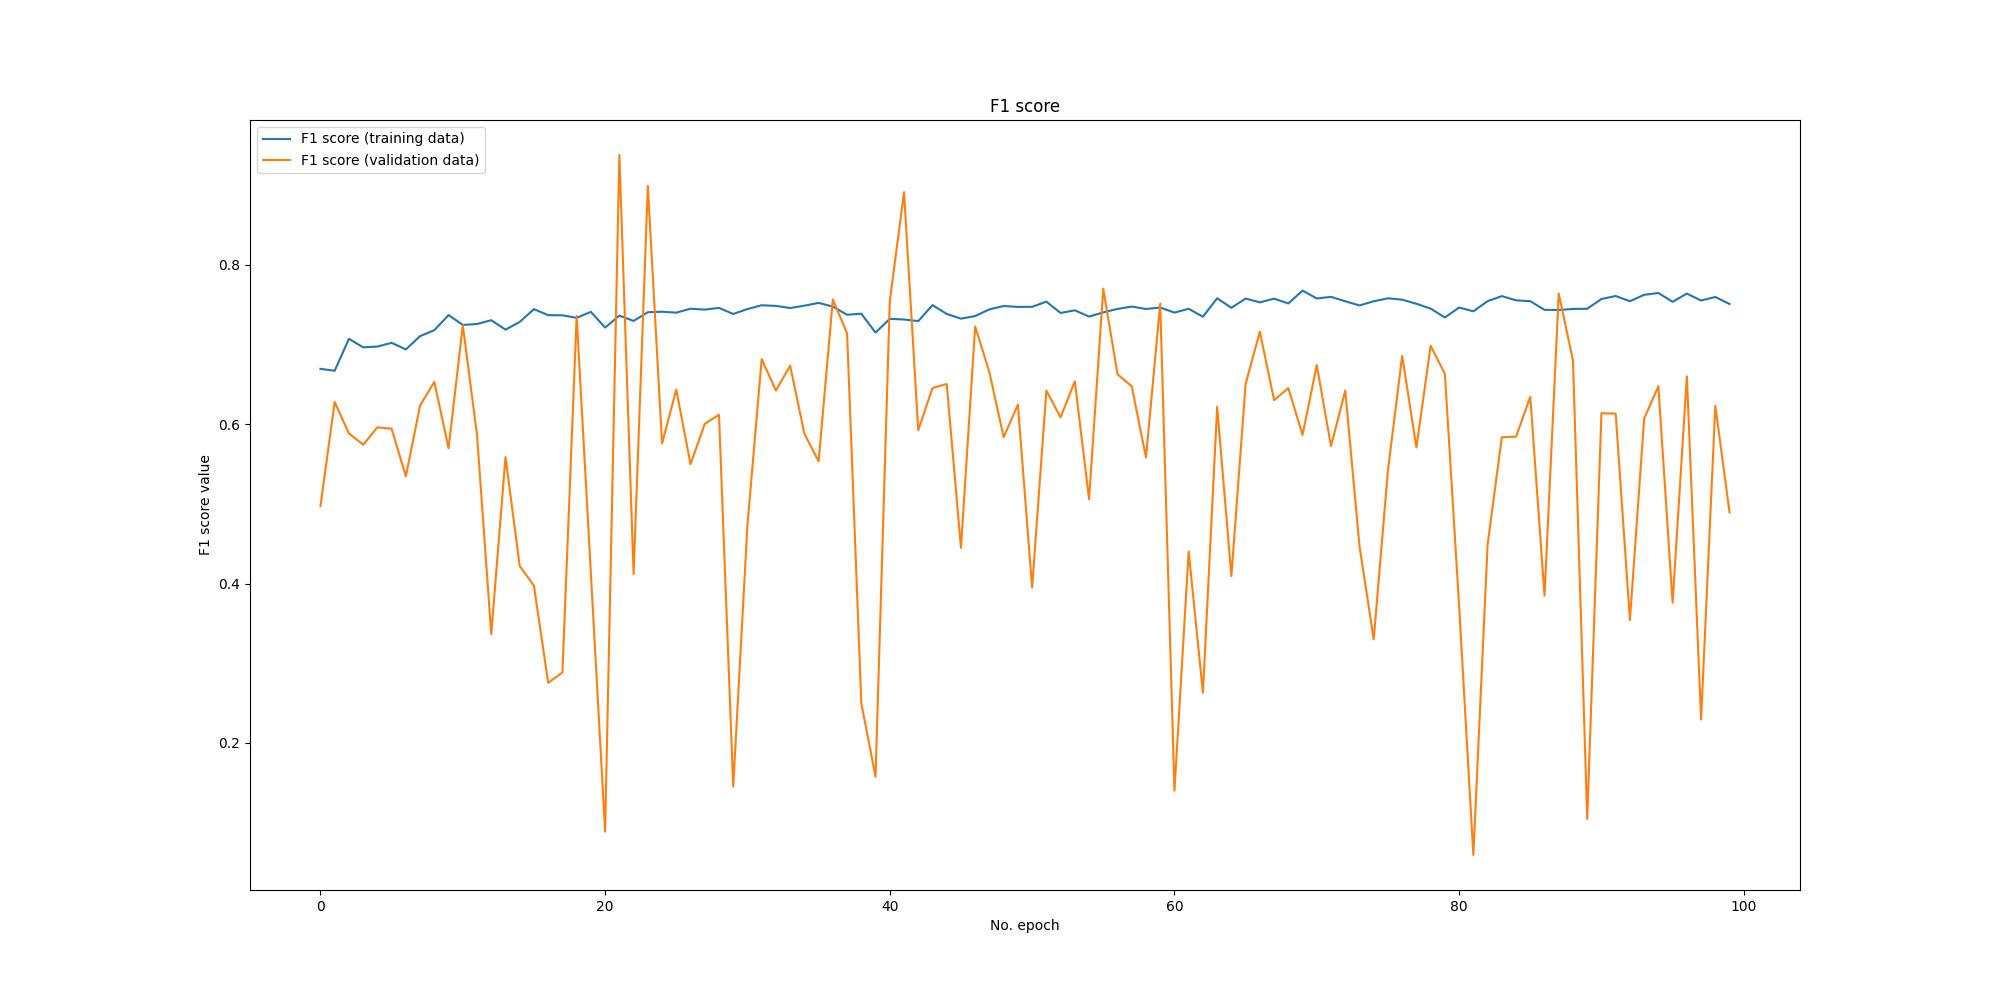 F1 score
F1 score (training data)
F1 score (validation data)
0.8
0.6
0.4
0.2
F1 score value
0 20 40 60 80 100
No. epoch